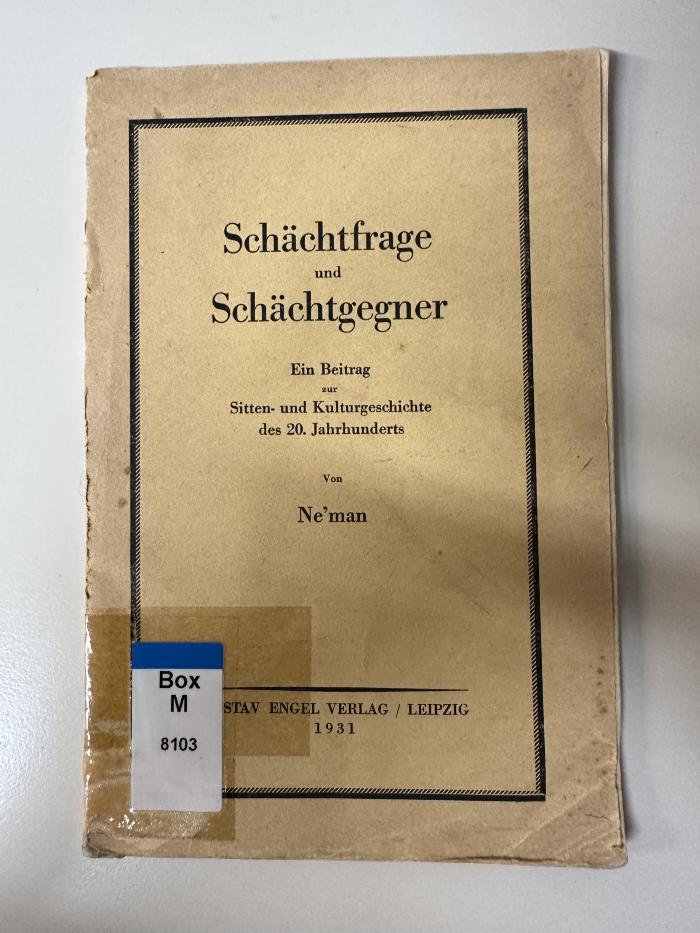 Schächtfrage
und
Schächtgegner
Ein Beitrag
zur
Sitten- und Kulturgeschichte
des 20. Jahrhunderts
Von
Ne'man
ENGEL VERLAG / LEIPZIG
1931
Box
M
8103